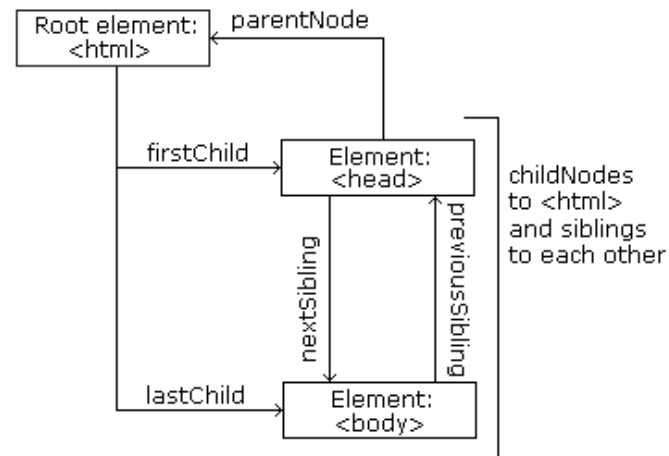 Root element:
<html>
parentNode
firstChild
Element:
<head>
childNodes
to <html>
and siblings
to each other
nextSibling
previousSibling
lastChild
Element:
<body>